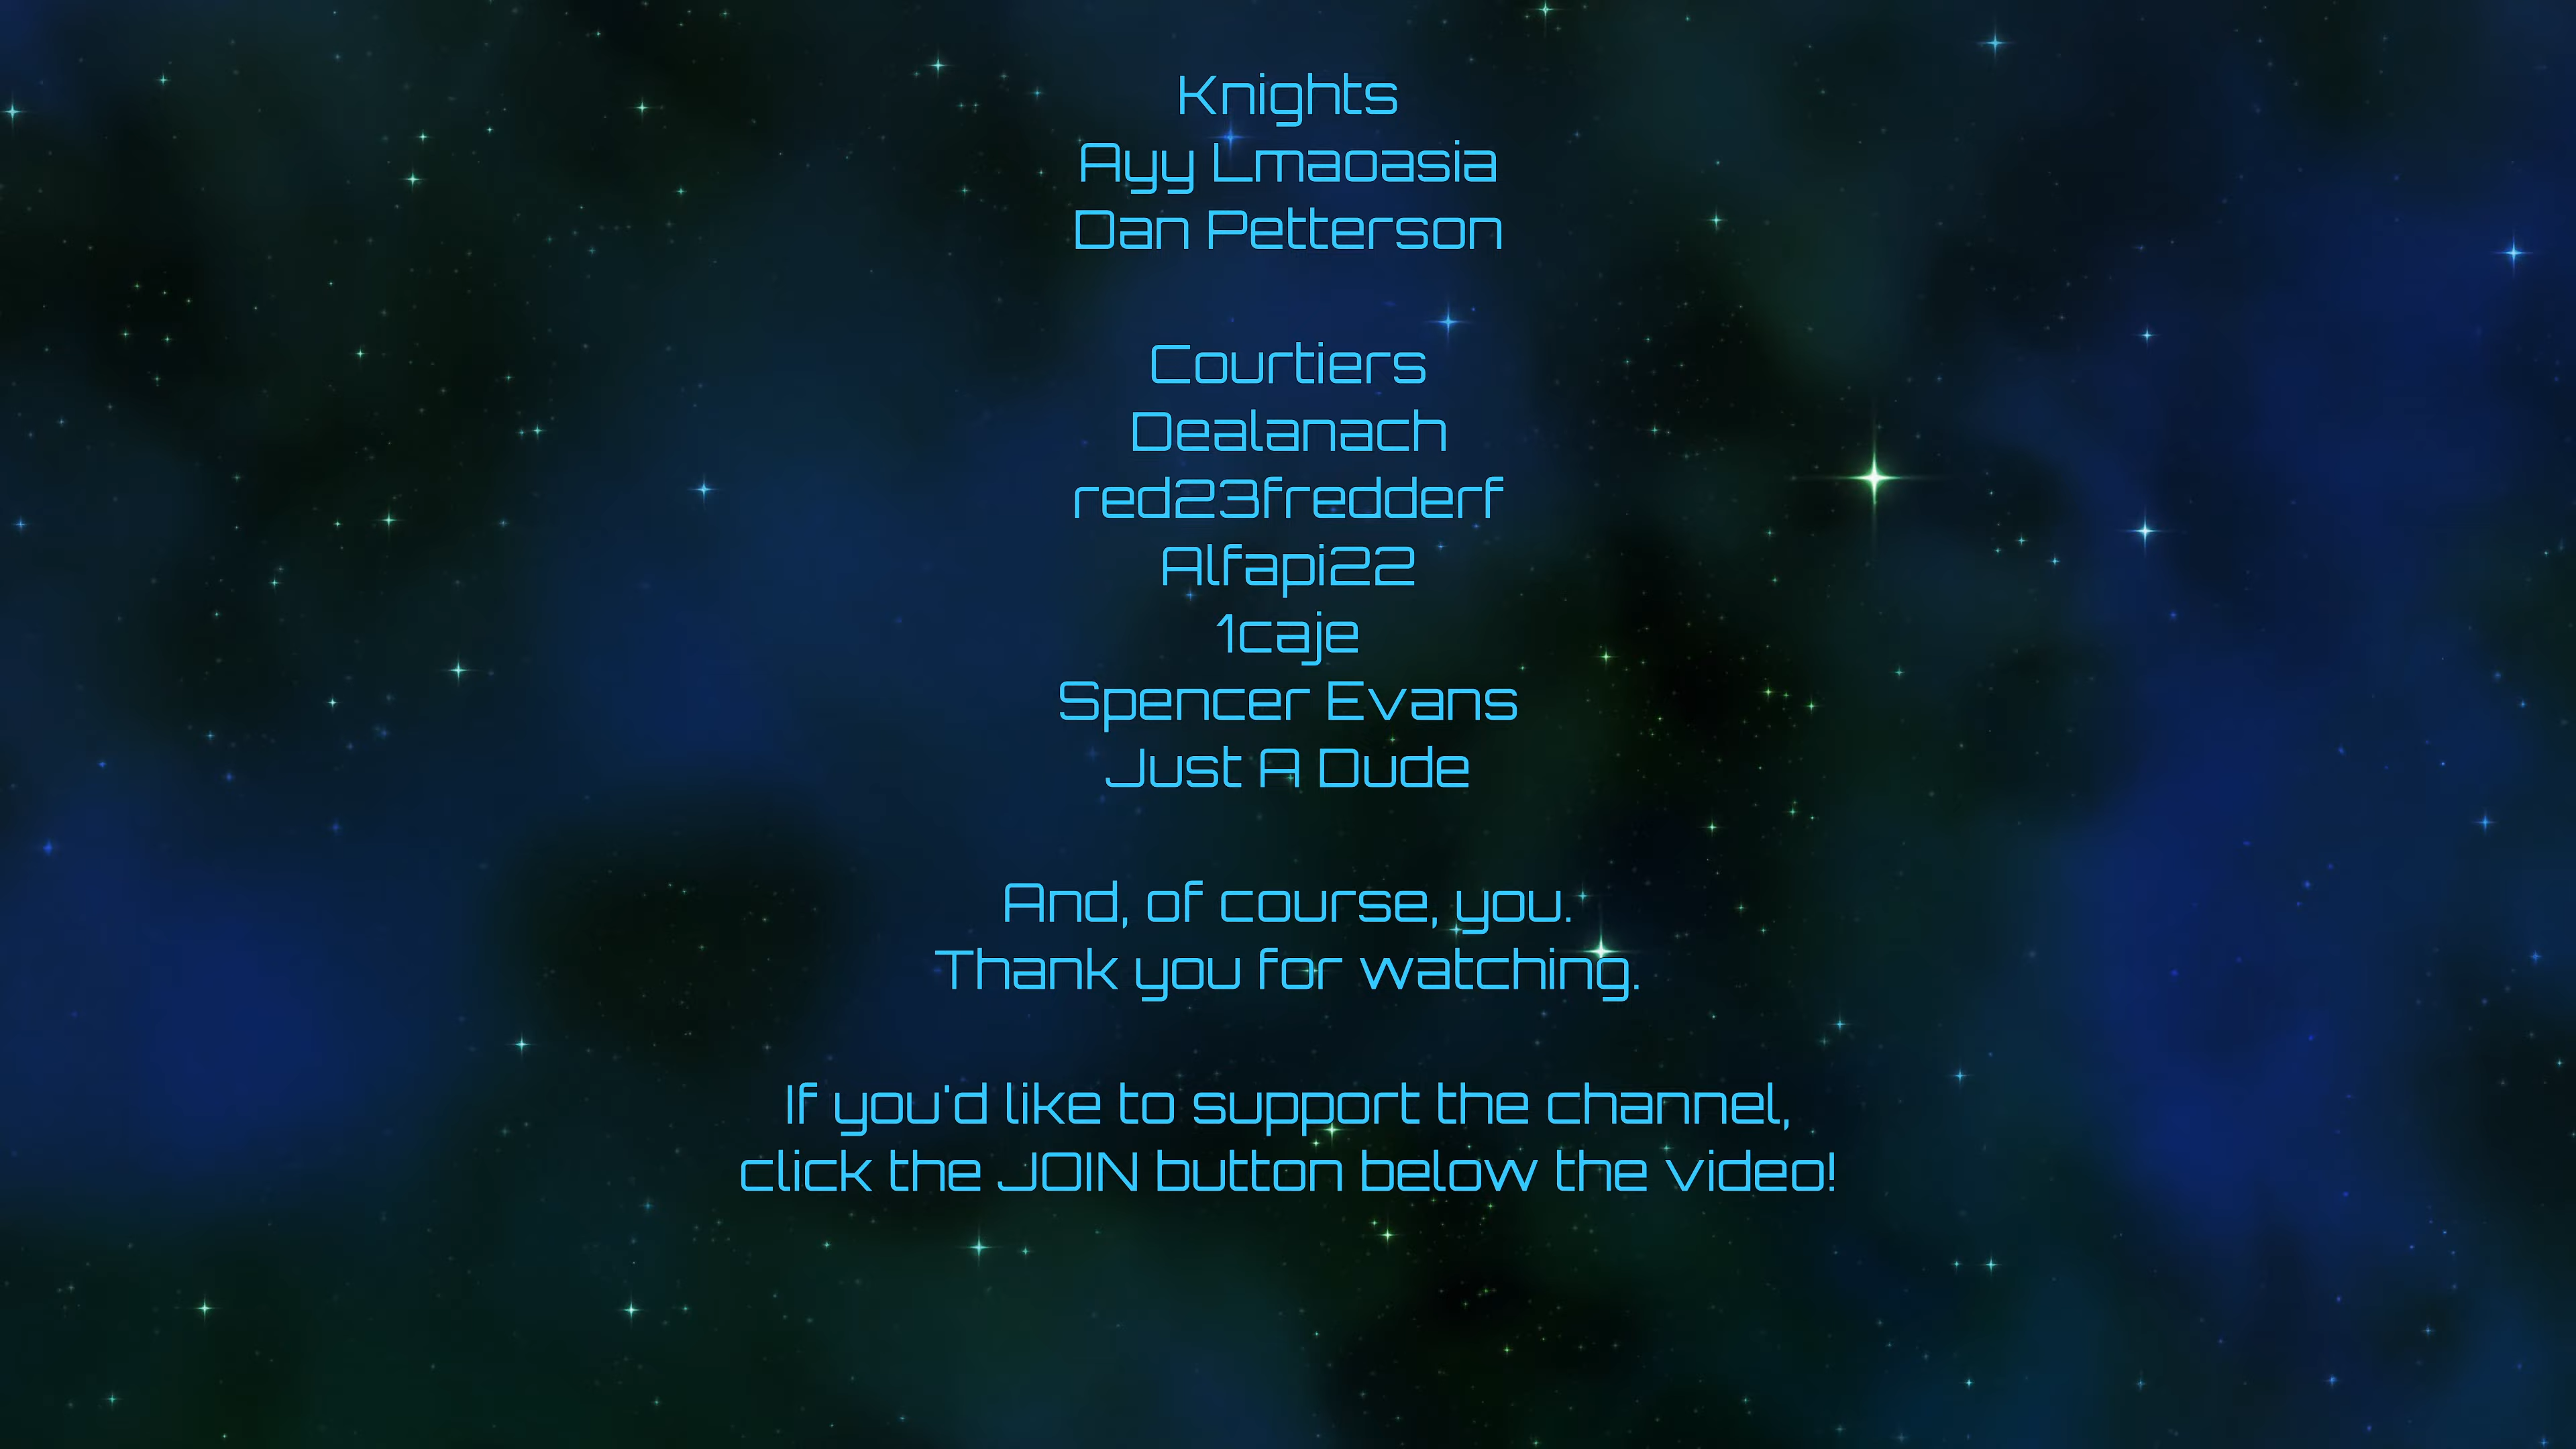 Knights
Ayy Lmaoasia
Dan Petterson
Courtiers
Dealanach
red23fredderf
Alfapi22
1caje
Spencer Evans
Just A Dude
And, of course, you.
Thank you for watching.
If you'd like to support the channel,
click the JOIN button below the video!